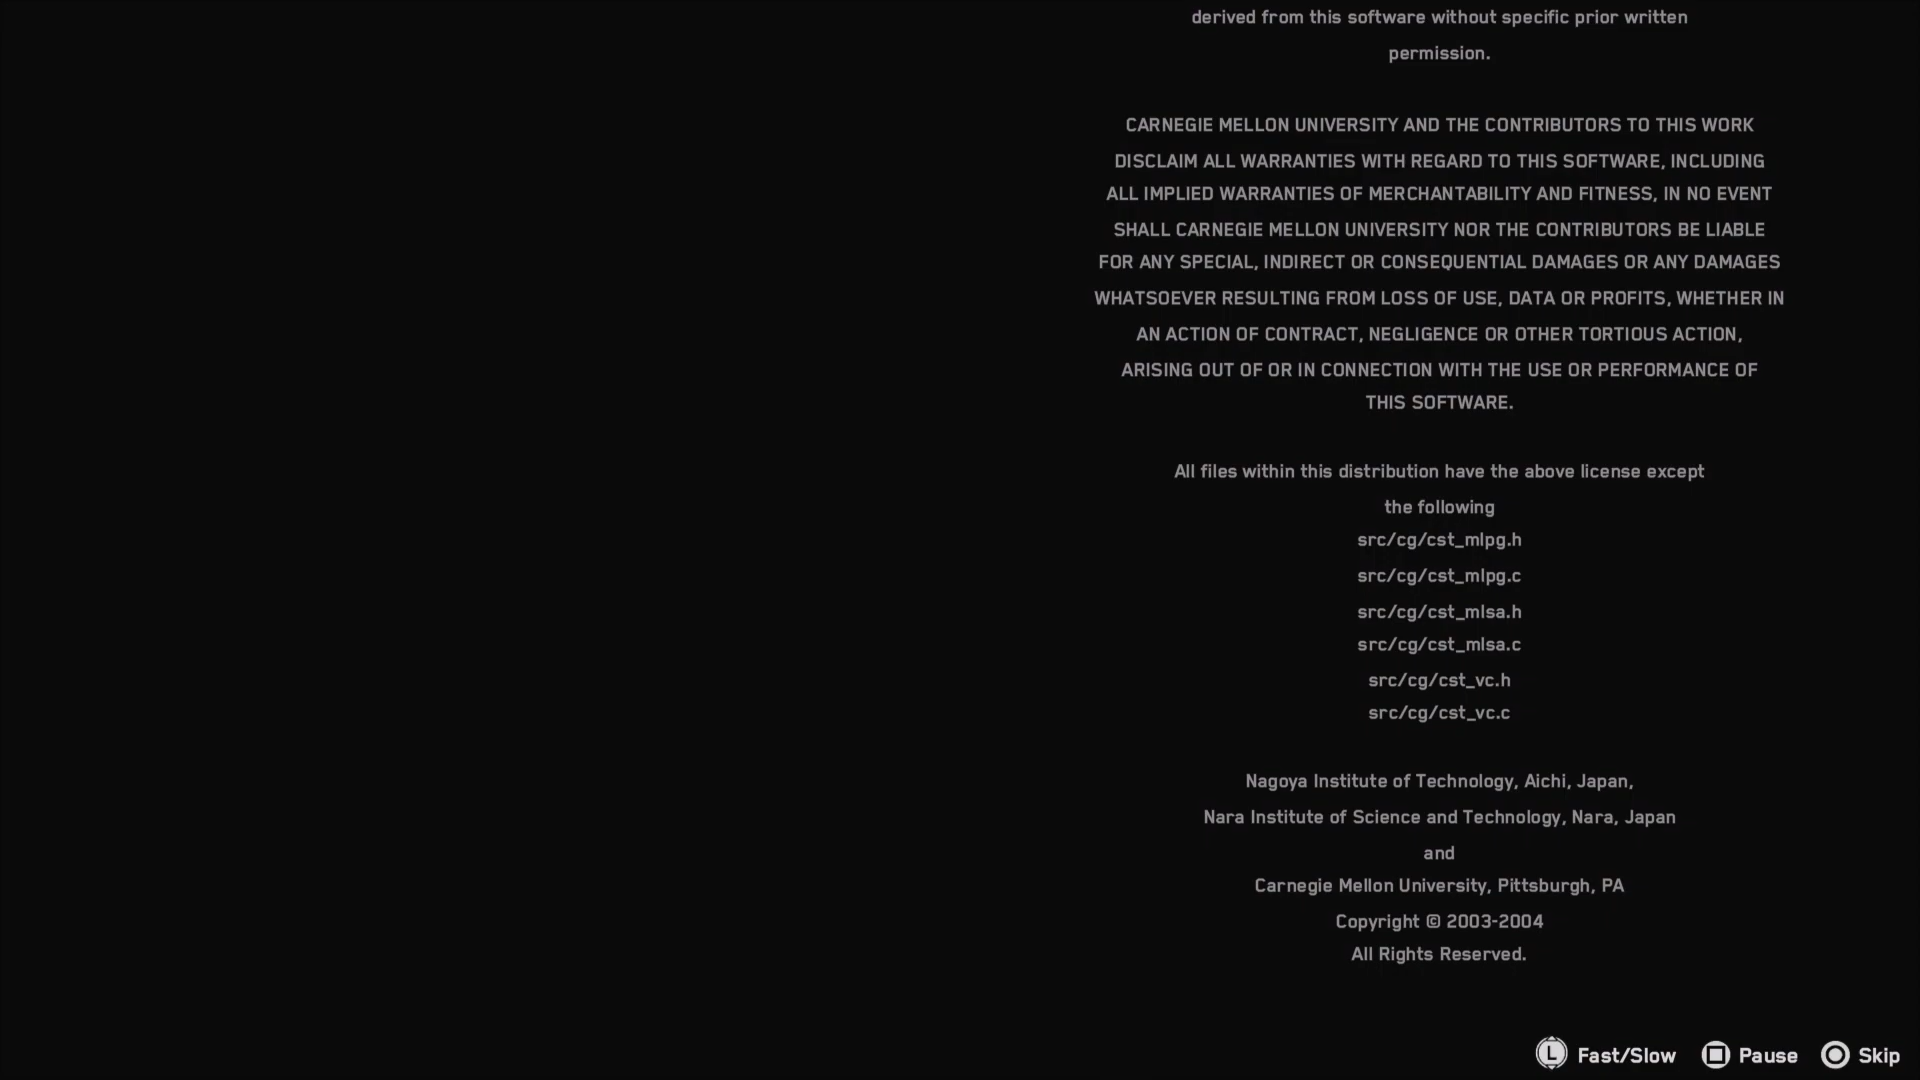 derived from this software without specific prior written
permission.
CARNEGIE MELLON UNIVERSITY AND THE CONTRIBUTORS TO THIS WORK
DISCLAIM ALL WARRANTIES WITH REGARD TO THIS SOFTWARE, INCLUDING
ALL IMPLIED WARRANTIES OF MERCHANTABILITY AND FITNESS, IN NO EVENT
SHALL CARNEGIE MELLON UNIVERSITY NOR THE CONTRIBUTORS BE LIABLE
FOR ANY SPECIAL, INDIRECT OR CONSEQUENTIAL DAMAGES OR ANY DAMAGES
WHATSOEVER RESULTING FROM LOSS OF USE, DATA OR PROFITS, WHETHER IN
AN ACTION OF CONTRACT, NEGLIGENCE OR OTHER TORTIOUS ACTION,
ARISING OUT OF OR IN CONNECTION WITH THE USE OR PERFORMANCE OF
THIS SOFTWARE.
All files within this distribution have the above license except
the following
src/cg/cst_mlpg.h
src/cg/cst_mlpg.c
src/cg/cst_mlsa.h
src/cg/cst_mlsa.c
src/cg/cst_vc.h
src/cg/cst_vc.c
Nagoya Institute of Technology, Aichi, Japan,
Nara Institute of Science and Technology, Nara, Japan
and
Carnegie Mellon University, Pittsburgh, PA
Copyright © 2003-2004
All Rights Reserved.
L Fast/Slow Pause Skip